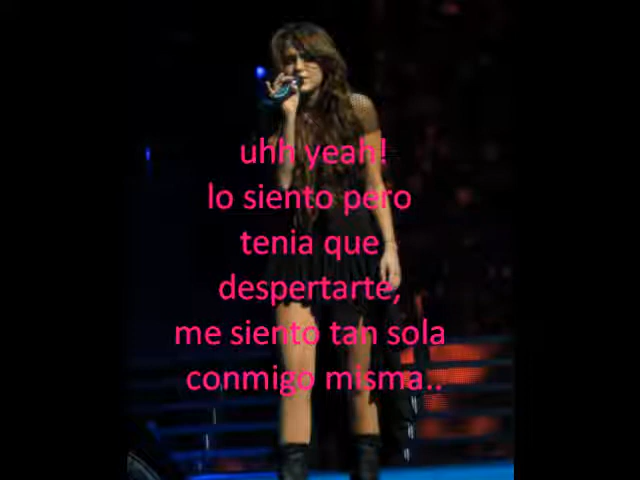 uhh yeah!
lo siento pero
tenia que
despertarte,
me siento tan sola
conmigo misma..